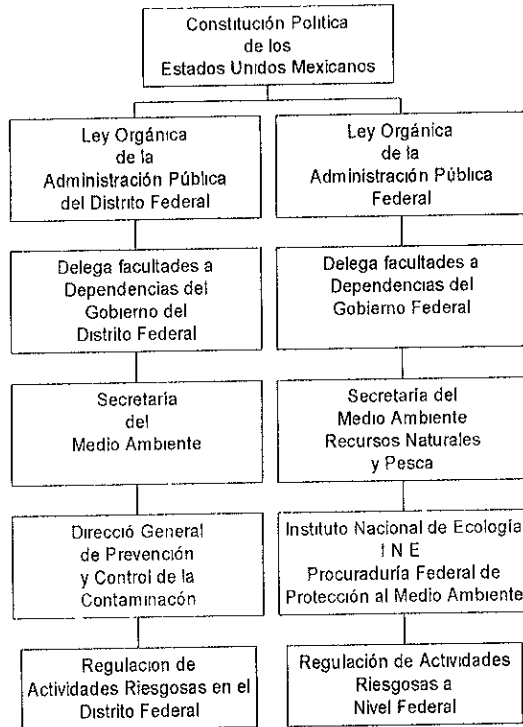 Constitución Politica
de los
Estados Unidos Mexicanos
Ley Orgánica
de la
Administración Pública
del Distrito Federal
Ley Orgánica
de la
Administración Pública
Federal
Delega facultades a
Dependencias del
Gobierno del
Distrito Federal
Delega facultades a
Dependencias del
Gobierno Federal
Secretaría
del
Medio Ambiente
Secretaría del
Medio Ambiente
Recursos Naturales
y Pesca
Direcció General
de Prevención
y Control de la
Contaminacón
Instituto Nacional de Ecología
I N E
Procuraduría Federal de
Protección al Medio Ambiente
Regulacion de
Actividades Riesgosas en el
Distrito Federal
Regulación de Actividades
Riesgosas a
Nivel Federal